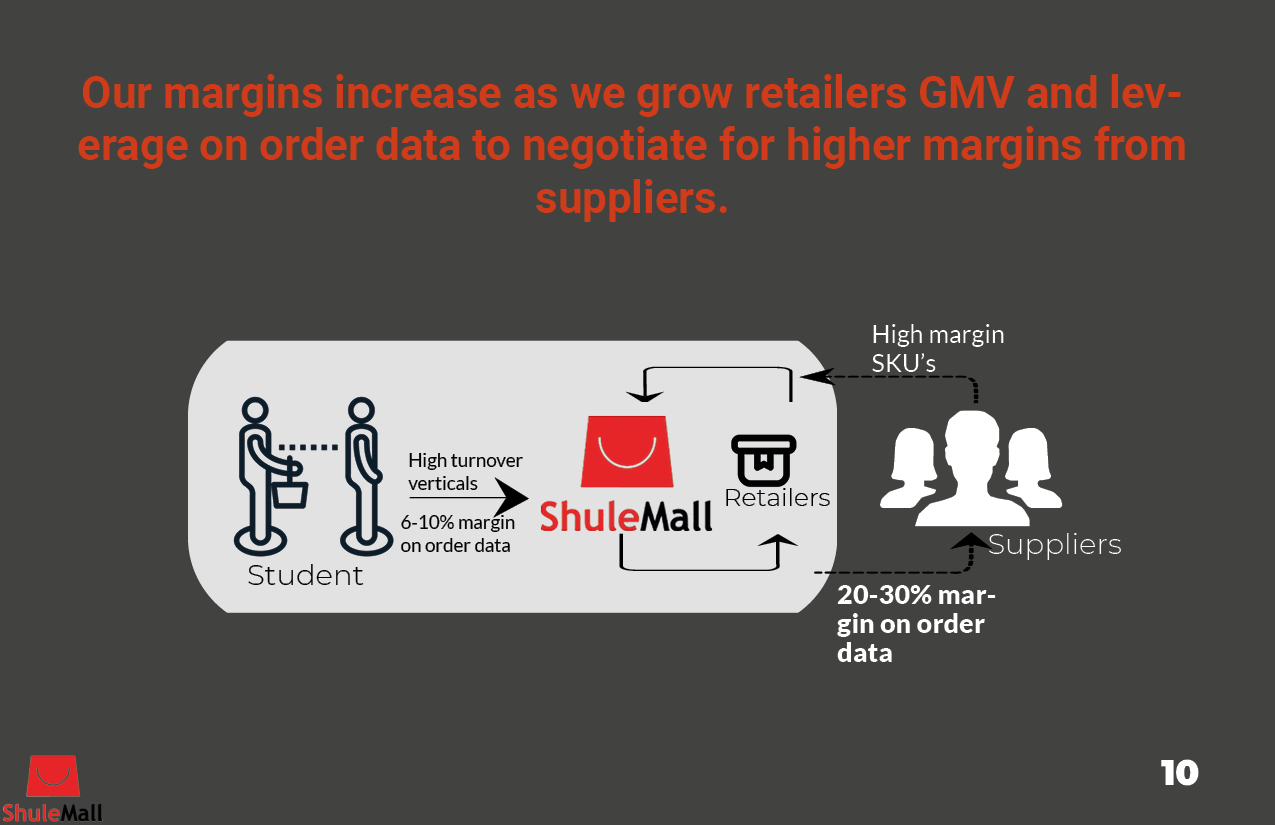 Our margins increase as we grow retailers GMV and lev-
erage on order data to negotiate for higher margins from
suppliers.
High margin
SKU's
High turnover
verticals
6-10% margin
on order data
Student
ShuleMall
Retailers
Suppliers
20-30% mar-
gin on order
data
ShuleMall
10